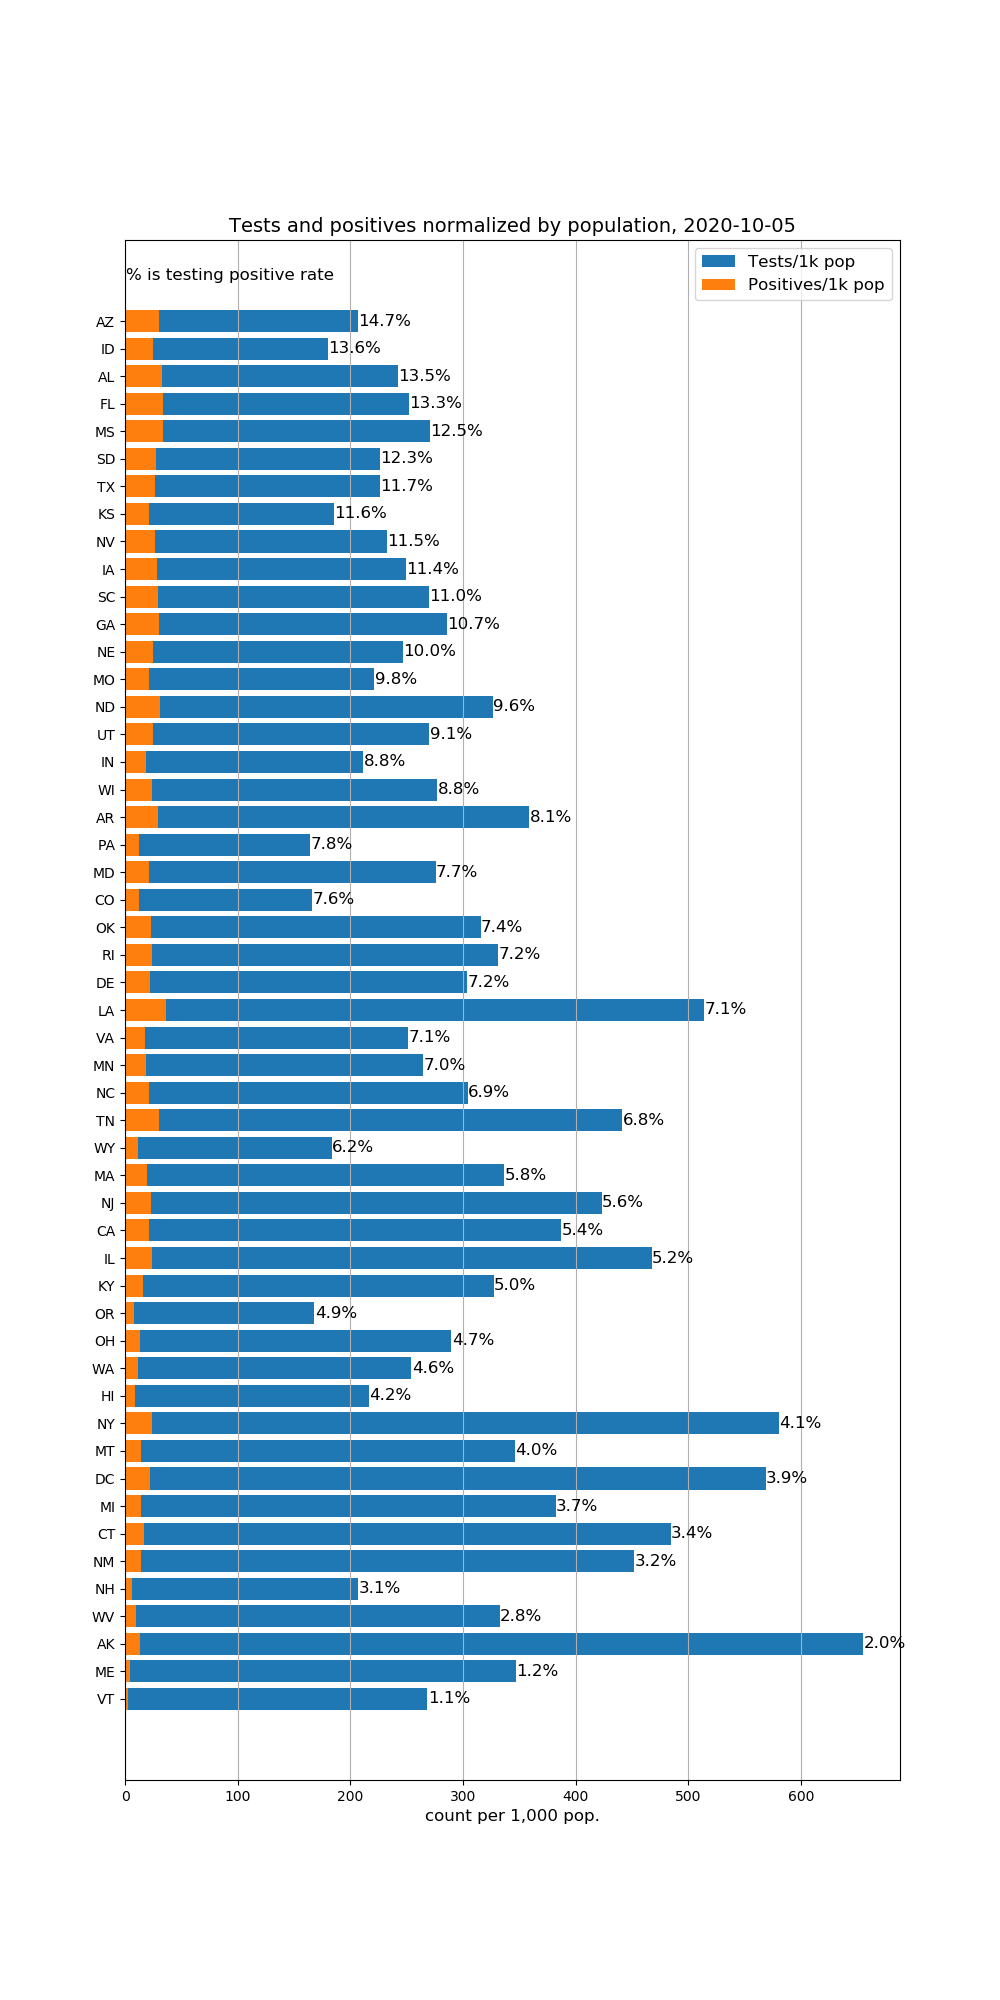 Tests and positives normalized by population, 2020-10-05
% is testing positive rate
Tests/1k pop
Positives/1k pop
AZ 14.7%
ID 13.6%
AL 13.5%
FL 13.3%
MS 12.5%
SD 12.3%
TX 11.7%
KS 11.6%
NV 11.5%
IA 11.4%
SC 11.0%
GA 10.7%
NE 10.0%
MO 9.8%
ND 9.6%
UT 9.1%
IN 8.8%
WI 8.8%
AR 8.1%
PA 7.8%
MD 7.7%
CO 7.6%
OK 7.4%
RI 7.2%
DE 7.2%
LA 7.1%
VA 7.1%
MN 7.0%
NC 6.9%
TN 6.8%
WY 6.2%
MA 5.8%
NJ 5.6%
CA 5.4%
IL 5.2%
KY 5.0%
OR 4.9%
OH 4.7%
WA 4.6%
HI 4.2%
NY 4.1%
MT 4.0%
DC 3.9%
MI 3.7%
CT 3.4%
NM 3.2%
NH 3.1%
WV 2.8%
AK 2.0%
ME 1.2%
VT 1.1%
0 100 200 300 400 500 600
count per 1,000 pop.